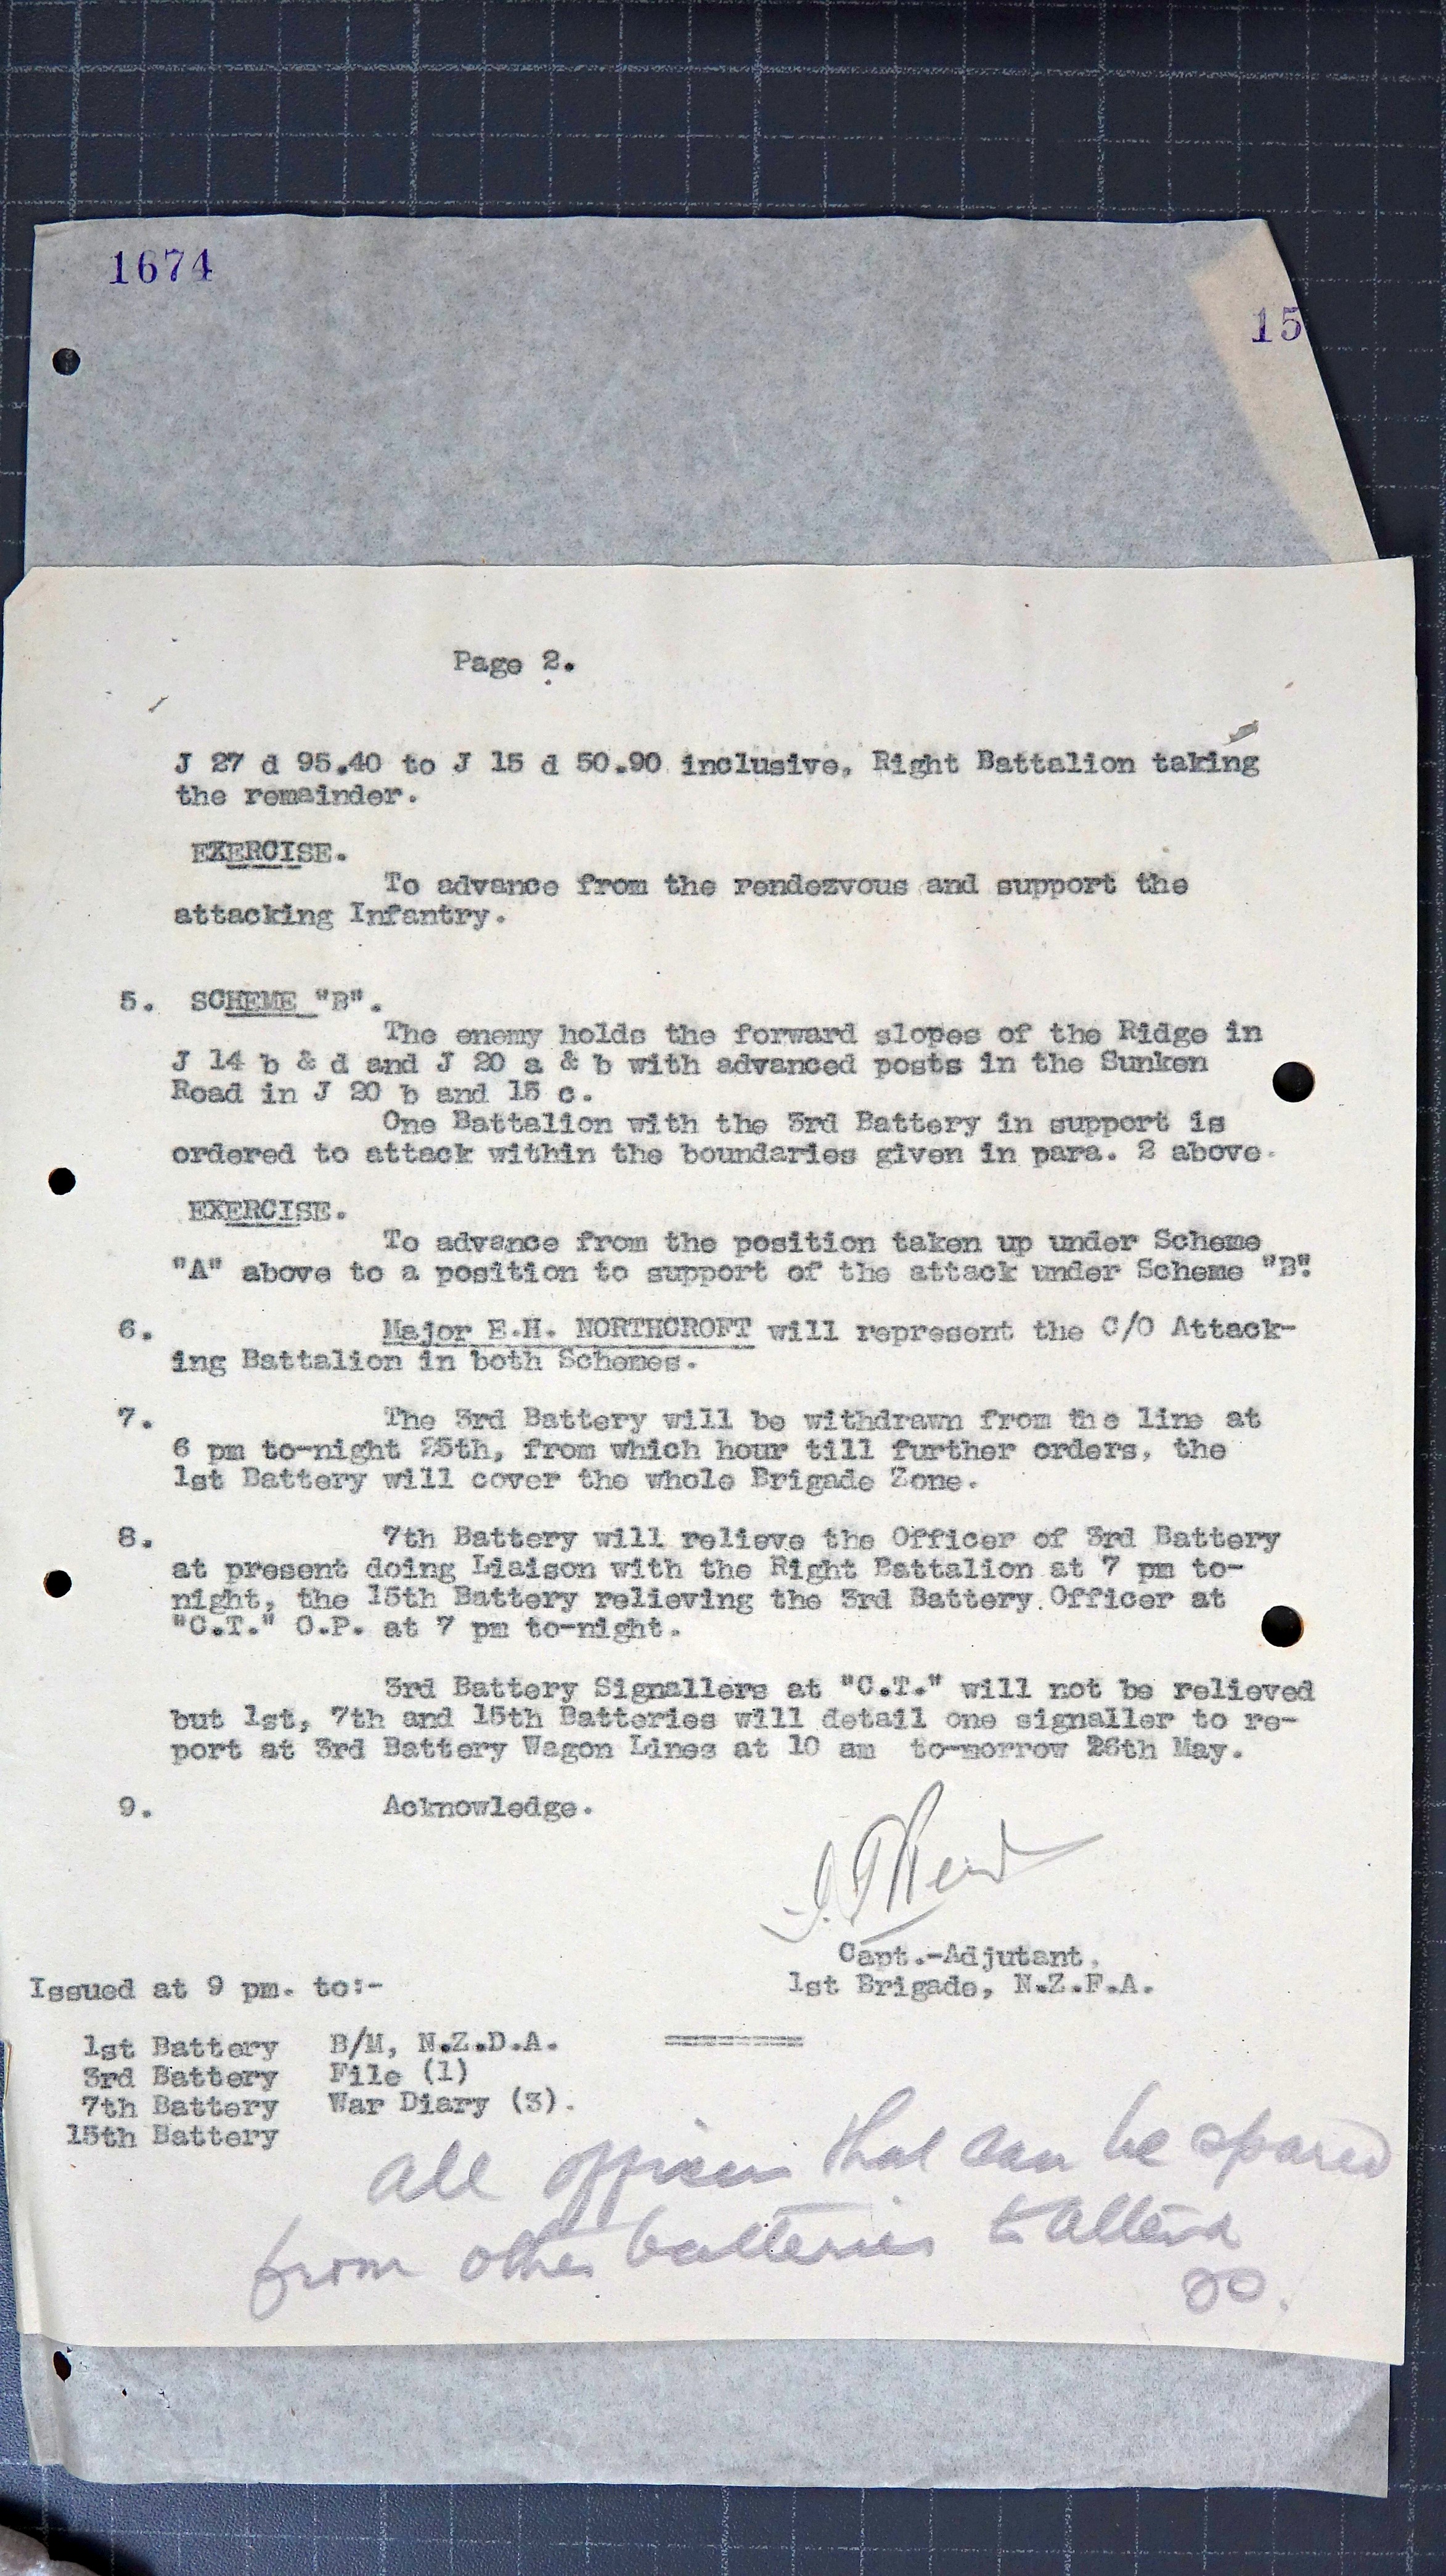 1674
15
Page 2.
J 27 d 95.40 to J 15 d 50.90 inclusive, Right Battalion taking
the remainder.
EXERCISE.
To advance from the rendezvous and support the
attacking Infantry.
5. SCHEME "B".
The enemy holds the forward slopes of the Ridge in
J 14 b & d and J 20 a & b with advanced posts in the Sunken
Road in J 20 b and 15 c.
One Battalion with the 3rd Battery in support is
ordered to attack within the boundaries given in para. 2 above.
EXERCISE.
To advance from the position taken up under Scheme
"A" above to a position to support of the attack under Scheme "B".
6. Major E.H. NORTHCROFT will represent the C/O Attack-
ing Battalion in both Schemes.
7. The 3rd Battery will be withdrawn from the line at
6 pm to-night 25th, from which hour till further orders, the
1st Battery will cover the whole Brigade Zone.
8. 7th Battery will relieve the Officer of 3rd Battery
at present doing Liaison with the Right Battalion at 7 pm to-
night, the 15th Battery relieving the 3rd Battery Officer at
"C.T." O.P. at 7 pm to-night.
3rd Battery Signallers at "C.T." will not be relieved
but 1st, 7th and 15th Batteries will detail one signaller to re-
port at 3rd Battery Wagon Lines at 10 am to-morrow 26th May.
9. Acknowledge.
Capt.-Adjutant,
1st Brigade, N.Z.F.A.
Issued at 9 pm. to:-
1st Battery B/M, N.Z.D.A.
3rd Battery File (1)
7th Battery War Diary (3).
15th Battery
all officers that can be spared
from other batteries to attend